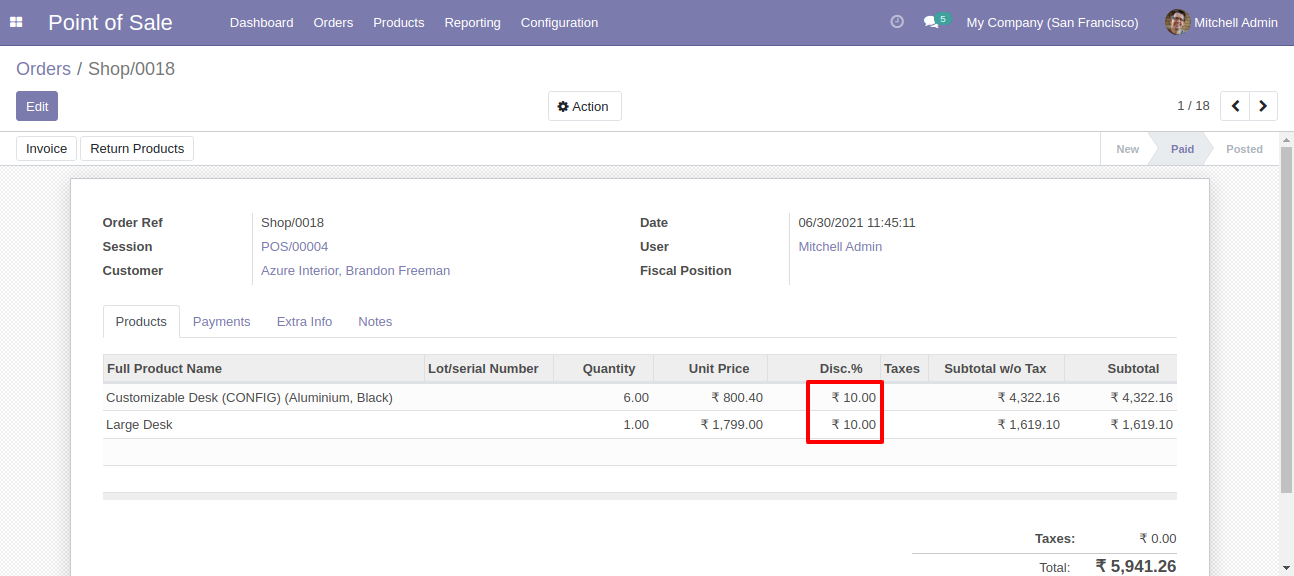 Point of Sale Dashboard Orders Products Reporting Configuration 5 My Company (San Francisco) Mitchell Admin
Orders / Shop/0018
Edit Action 1 / 18
Invoice Return Products New Paid Posted
Order Ref Shop/0018 Date 06/30/2021 11:45:11
Session POS/00004 User Mitchell Admin
Customer Azure Interior, Brandon Freeman Fiscal Position
Products Payments Extra Info Notes
Full Product Name Lot/serial Number Quantity Unit Price Disc.% Taxes Subtotal w/o Tax Subtotal
Customizable Desk (CONFIG) (Aluminium, Black) 6.00 ₹ 800.40 ₹ 10.00 ₹ 4,322.16 ₹ 4,322.16
Large Desk 1.00 ₹ 1,799.00 ₹ 10.00 ₹ 1,619.10 ₹ 1,619.10
Taxes: ₹ 0.00
Total: ₹ 5,941.26